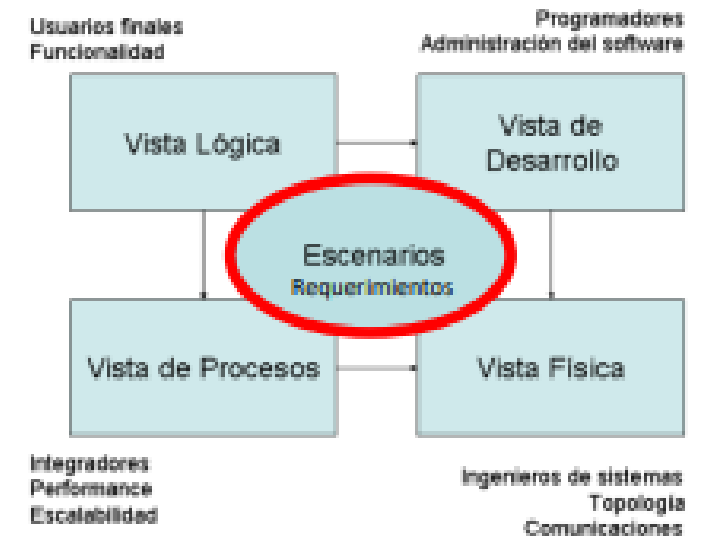 Usuarios finales
Funcionalidad
Programadores
Administración del software
Vista Lógica
Vista de
Desarrollo
Escenarios
Requerimientos
Vista de Procesos
Vista Física
Integradores
Performance
Escalabilidad
Ingenieros de sistemas
Topología
Comunicaciones